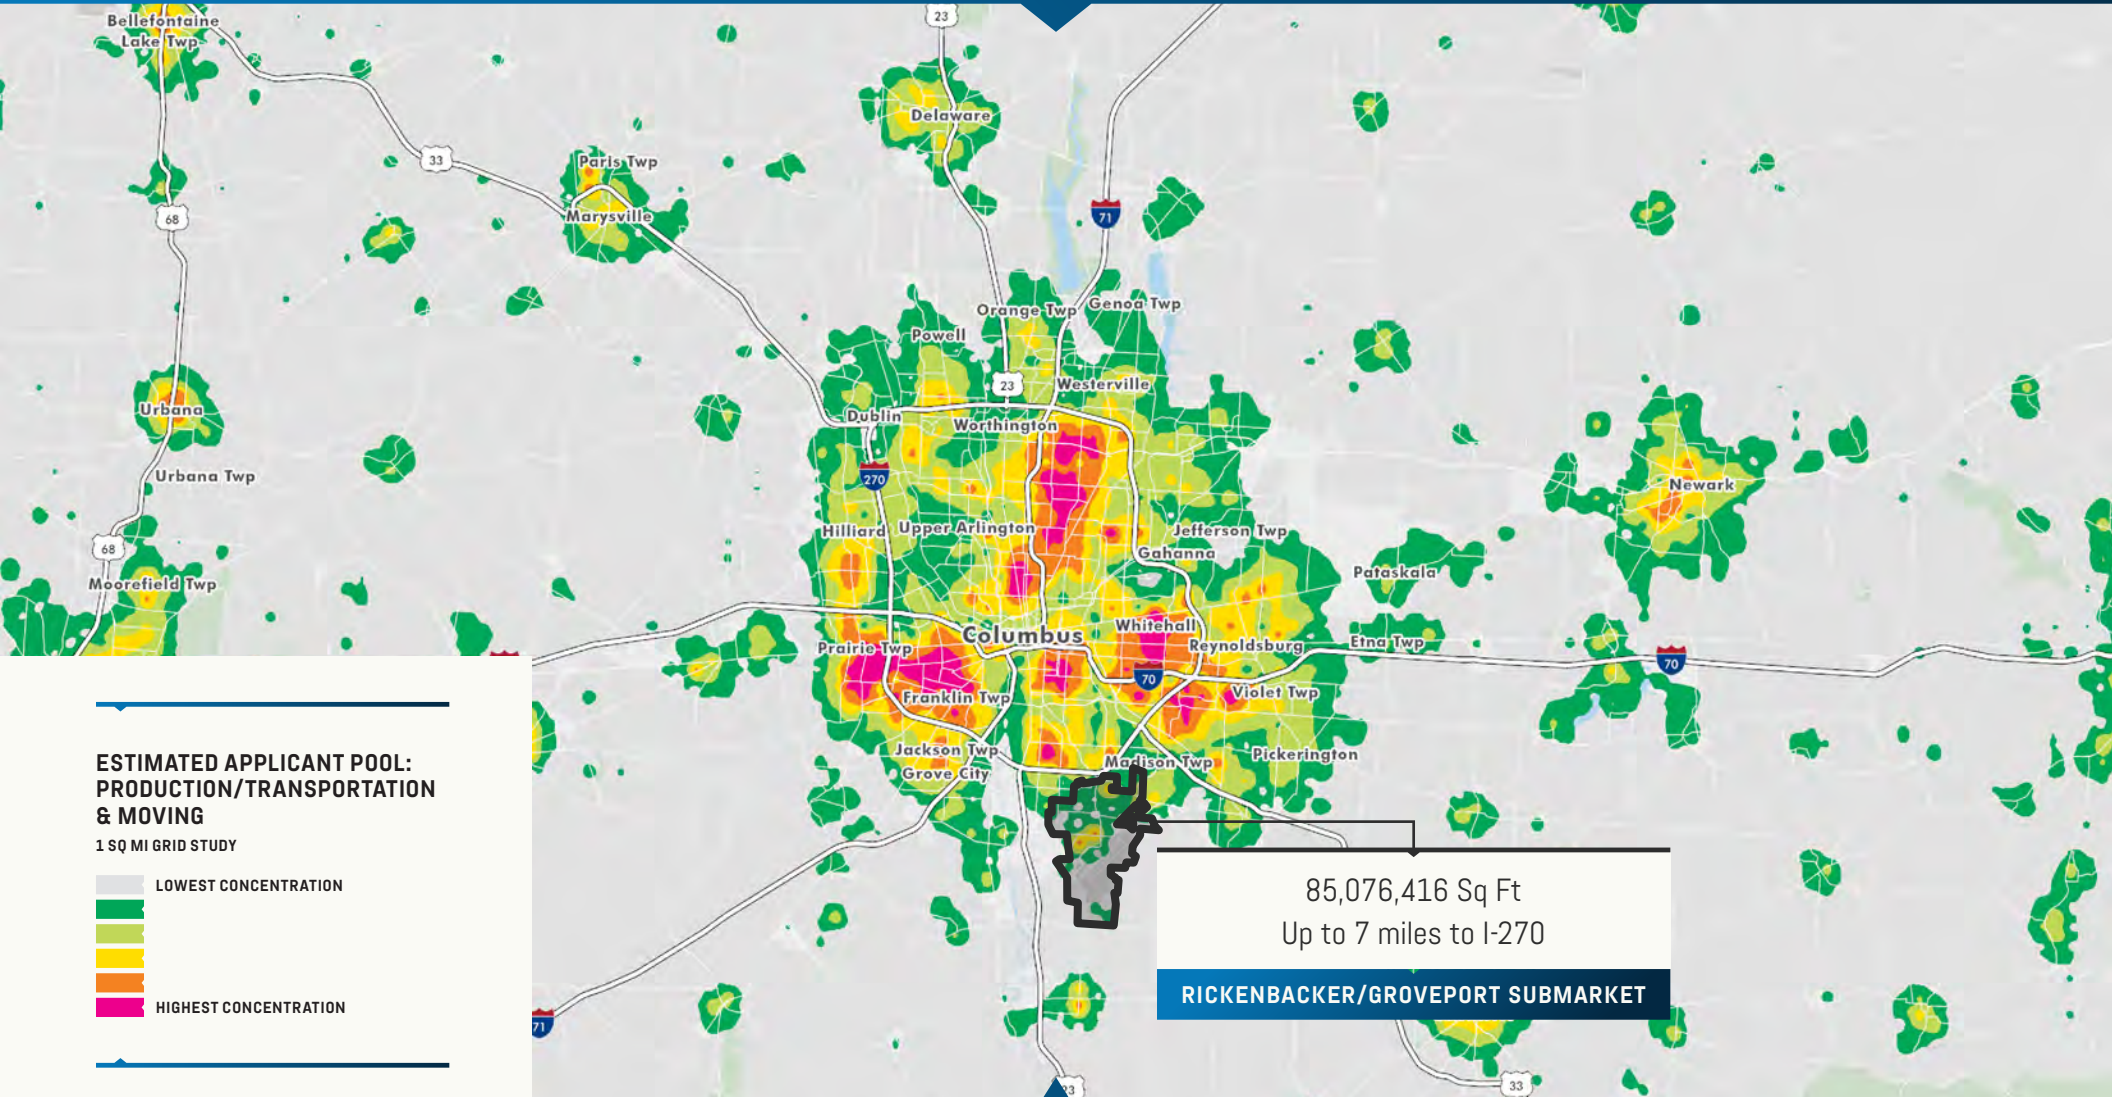 Bellefontaine
Lake Twp
23
Delaware
33
Paris Twp
Marysville
68
71
Orange Twp
Genoa Twp
Powell
23
Westerville
Dublin
Worthington
Urbana
Urbana Twp
270
Newark
Hilliard
Upper Arlington
Jefferson Twp
Gahanna
68
Moorefield Twp
Pataskala
Columbus
Whitehall
Prairie Twp
Reynoldsburg
Etna Twp
70
70
Franklin Twp
Violet Twp
Jackson Twp
Grove City
Madison Twp
Pickerington
ESTIMATED APPLICANT POOL:
PRODUCTION/TRANSPORTATION
& MOVING
1 SQ MI GRID STUDY
LOWEST CONCENTRATION
HIGHEST CONCENTRATION
85,076,416 Sq Ft
Up to 7 miles to I-270
RICKENBACKER/GROVEPORT SUBMARKET
71
23
33